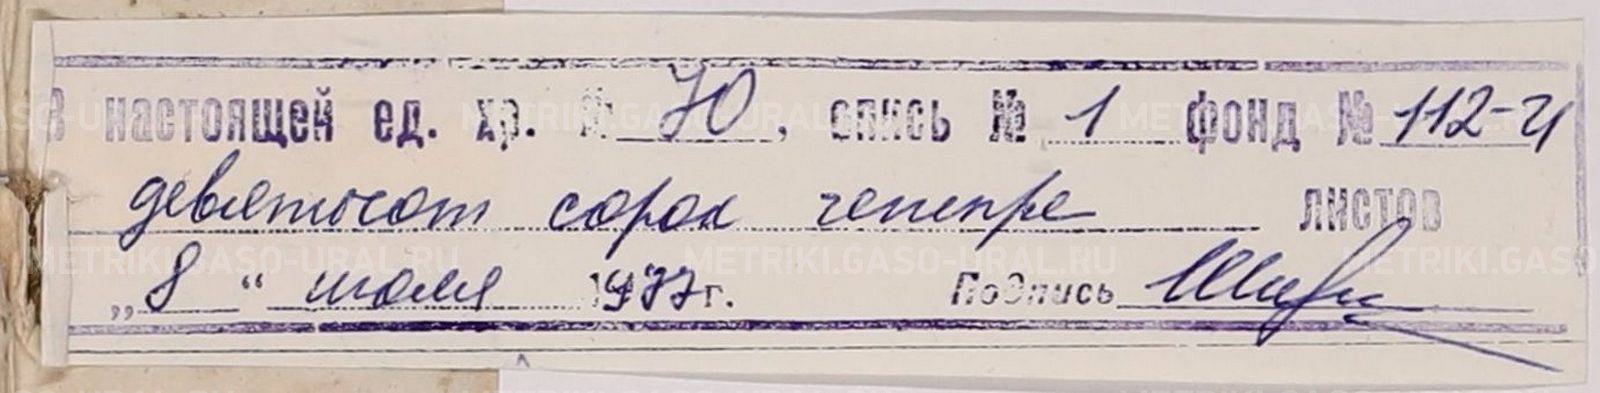 В настоящей ед. хр. № 70, опись № 1 фонд № 112-и
девятьсот сорок четыре листов
„8“ июля 1977г. Подпись